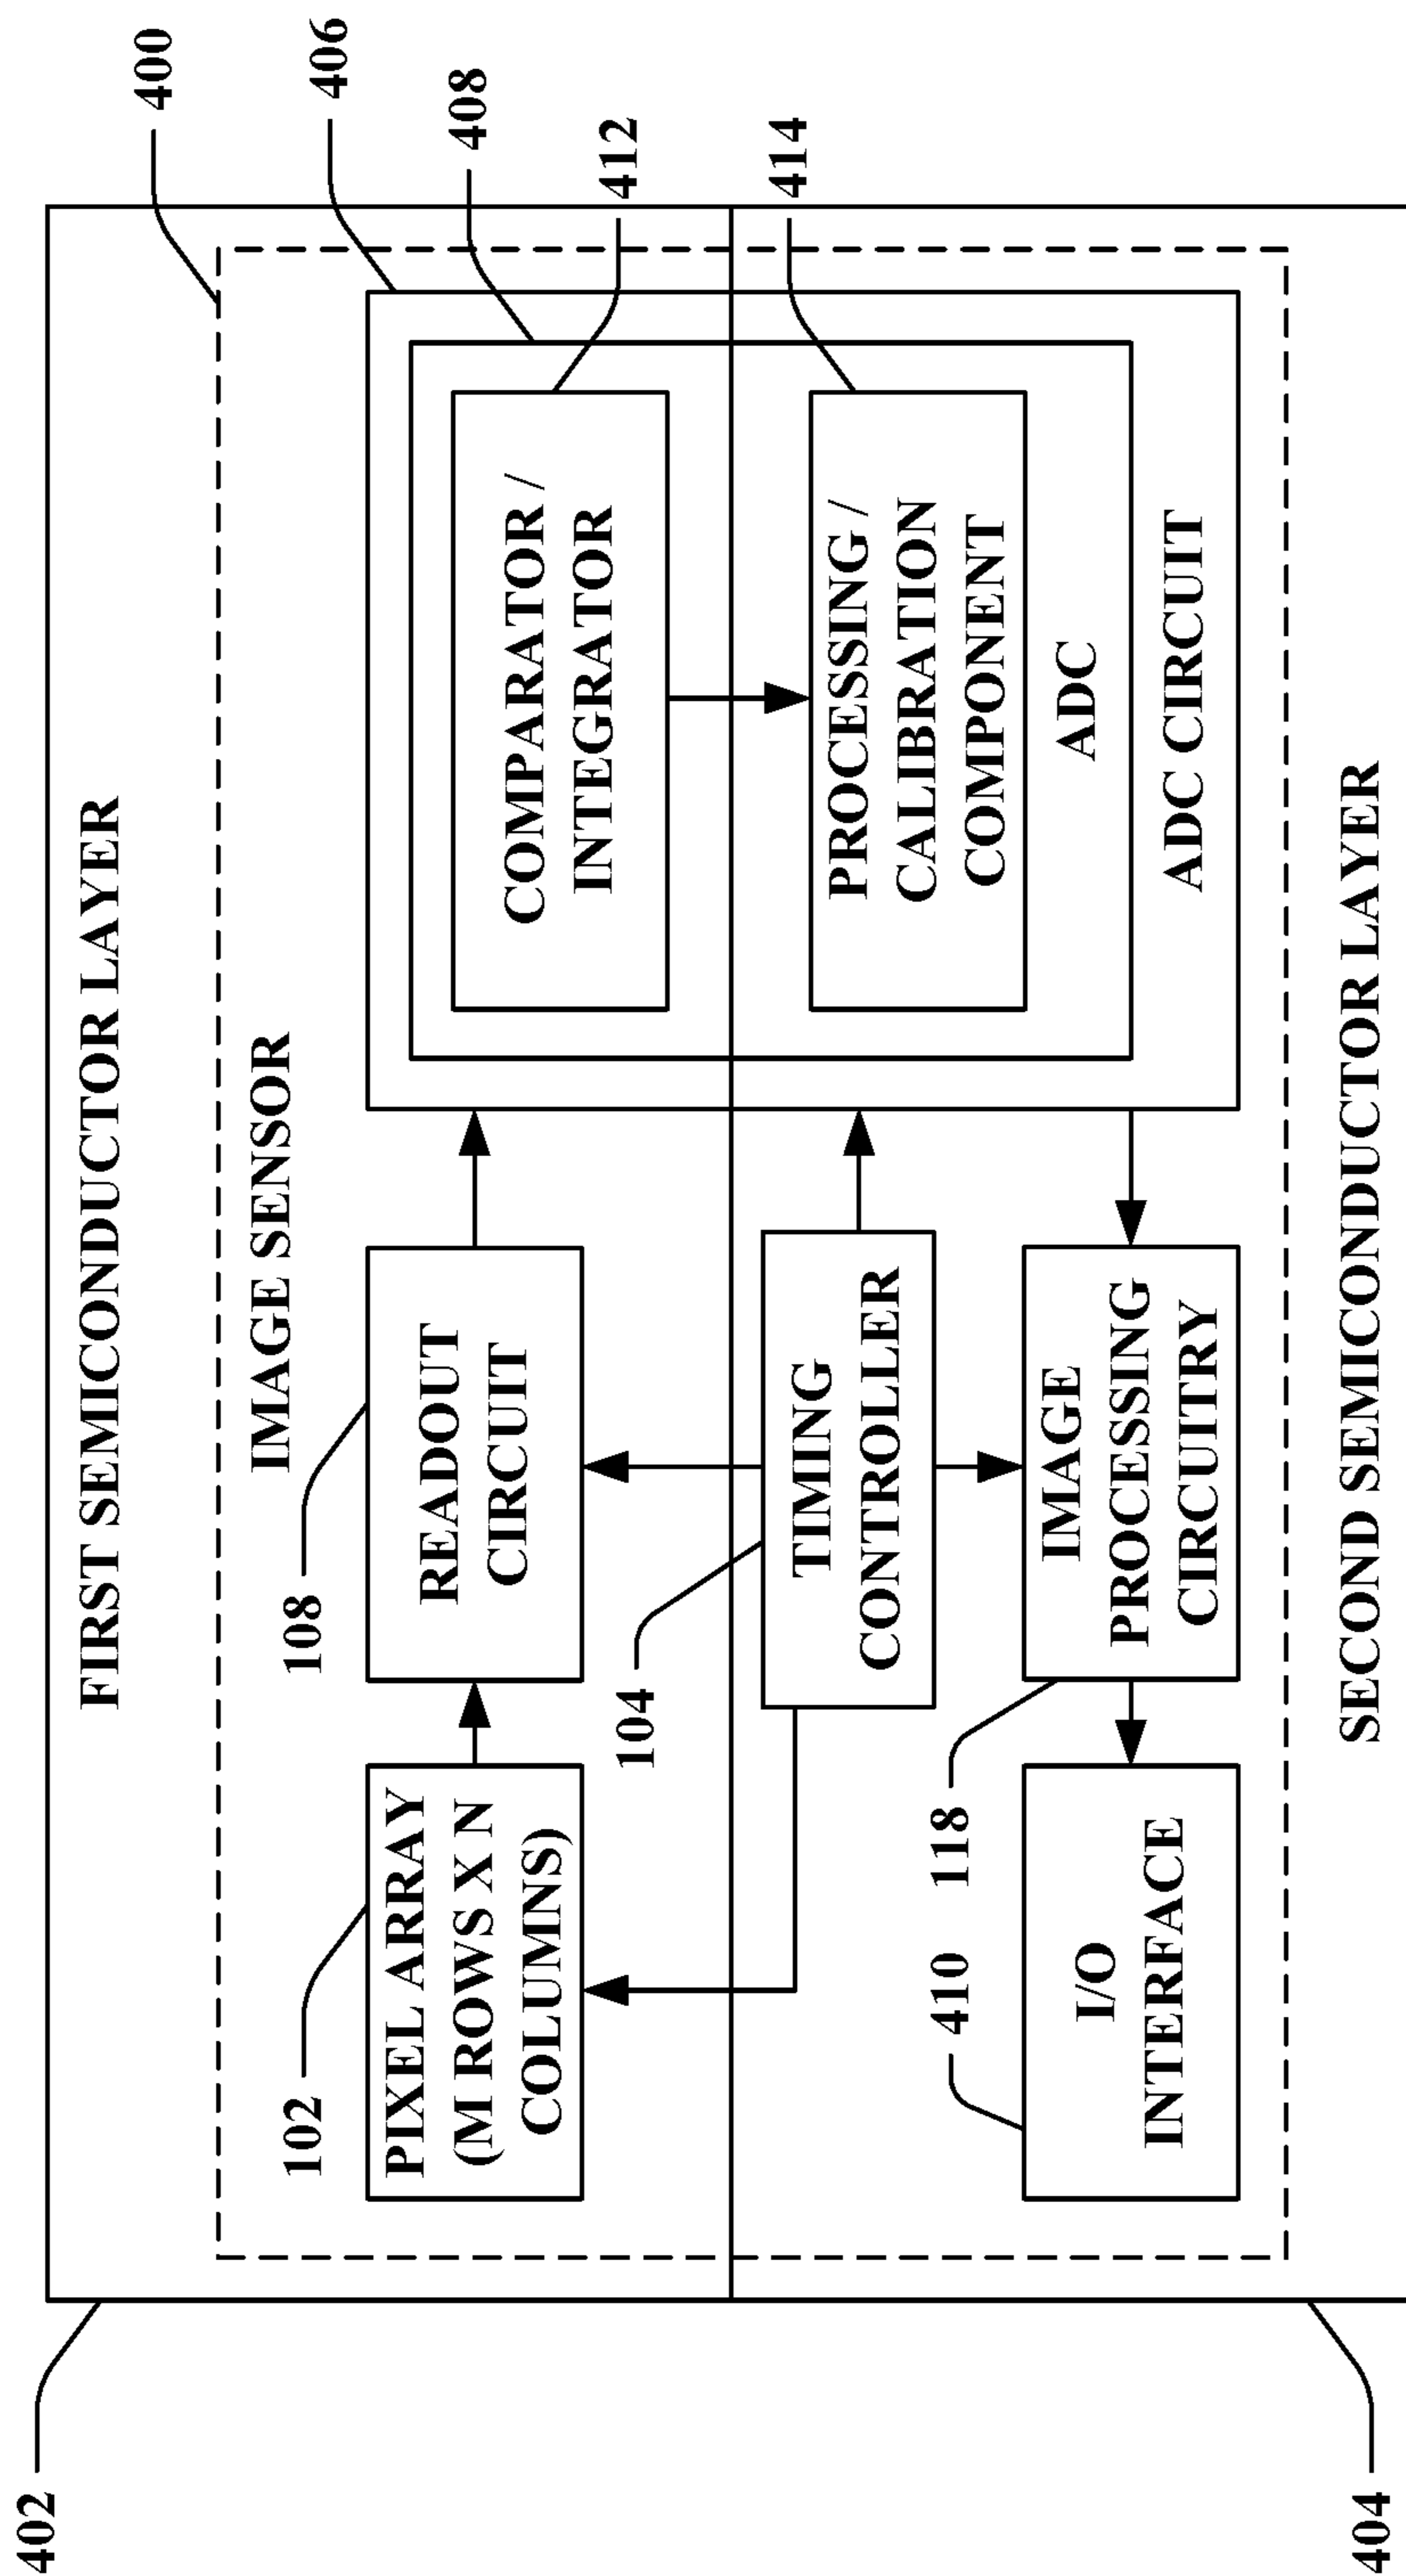 402
FIRST SEMICONDUCTOR LAYER
400
IMAGE SENSOR
406
408
102
PIXEL ARRAY
(M ROWS X N
COLUMNS)
108
READOUT
CIRCUIT
COMPARATOR /
INTEGRATOR
412
104
TIMING
CONTROLLER
414
PROCESSING /
CALIBRATION
COMPONENT
ADC
ADC CIRCUIT
410
I/O
INTERFACE
118
IMAGE
PROCESSING
CIRCUITRY
SECOND SEMICONDUCTOR LAYER
404